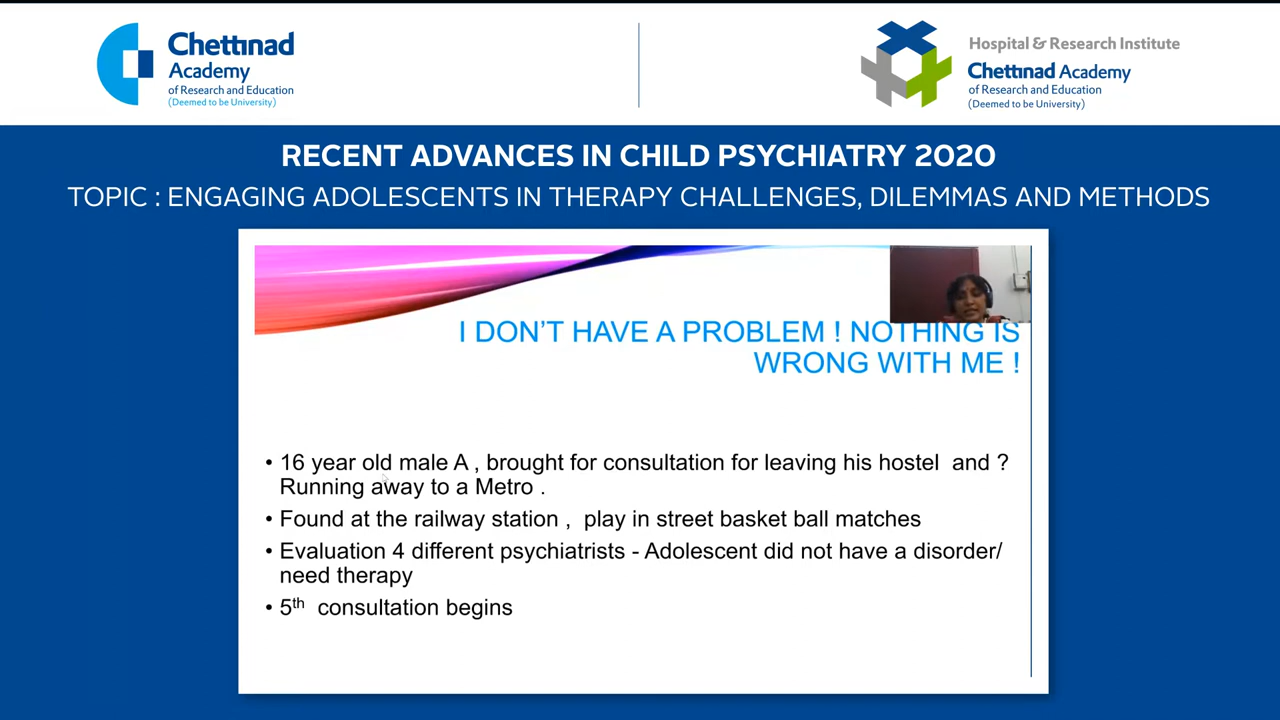 Chettinad
Academy
of Research and Education
(Deemed to be University)
Hospital & Research Institute
Chettinad Academy
of Research and Education
(Deemed to be University)
RECENT ADVANCES IN CHILD PSYCHIATRY 2020
TOPIC : ENGAGING ADOLESCENTS IN THERAPY CHALLENGES, DILEMMAS AND METHODS
I DON'T HAVE A PROBLEM ! NOTHING IS
WRONG WITH ME !
• 16 year old male A , brought for consultation for leaving his hostel and ?
Running away to a Metro .
• Found at the railway station , play in street basket ball matches
• Evaluation 4 different psychiatrists - Adolescent did not have a disorder/
need therapy
• 5th consultation begins